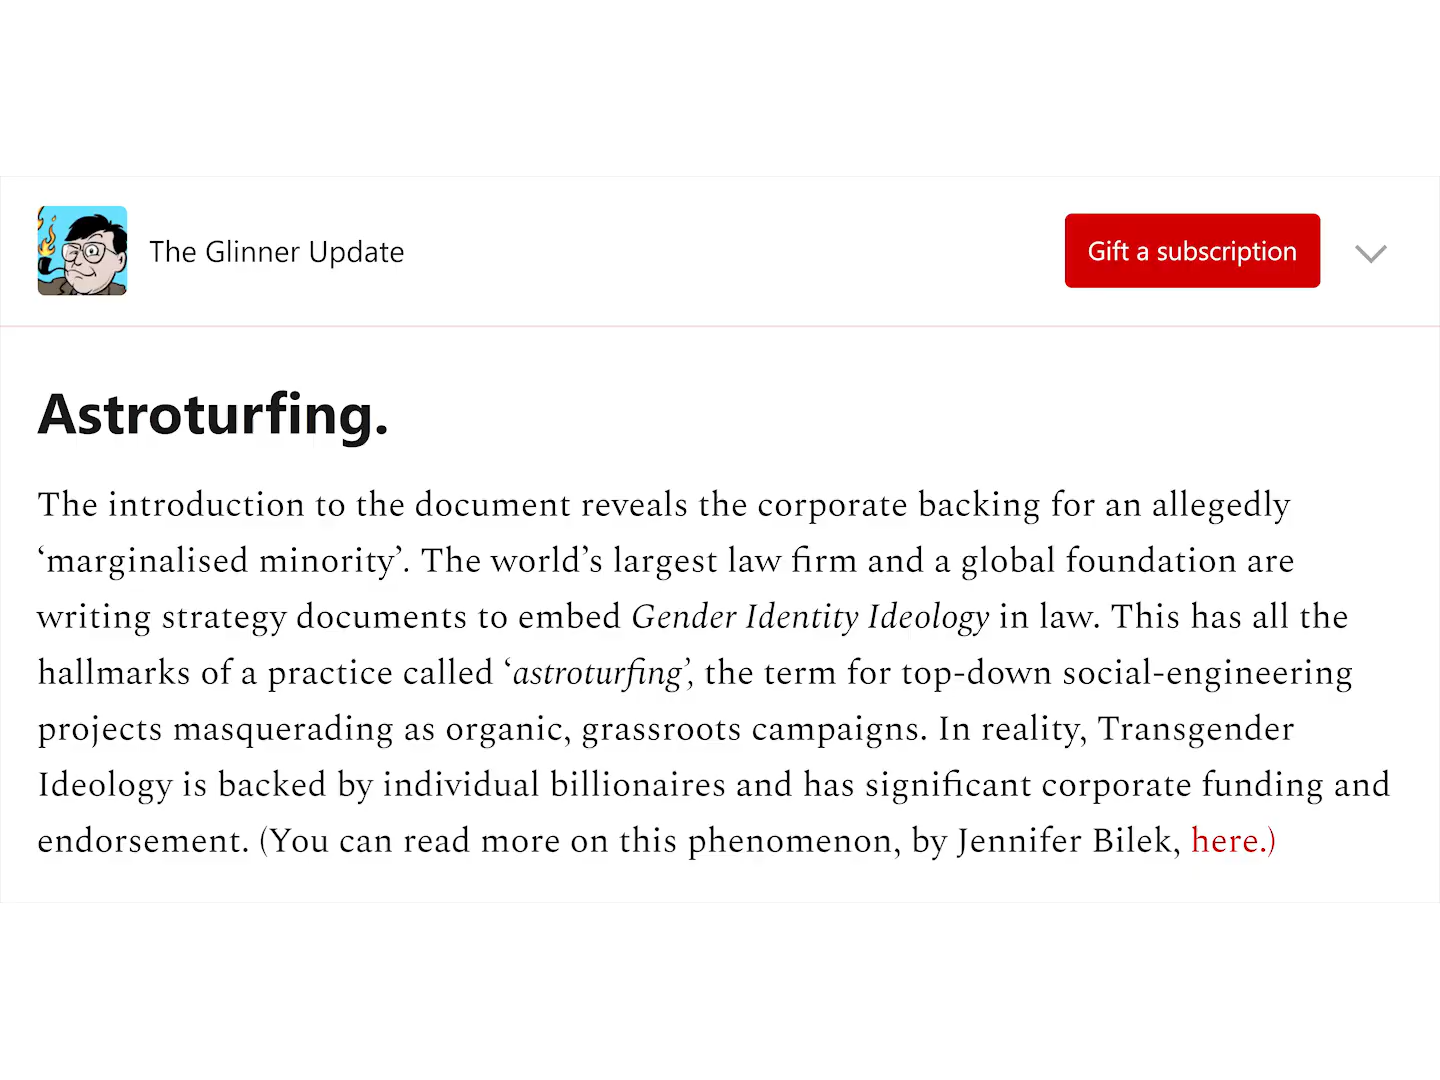 The Glinner Update
Gift a subscription
Astroturfing.
The introduction to the document reveals the corporate backing for an allegedly
‘marginalised minority’. The world’s largest law firm and a global foundation are
writing strategy documents to embed Gender Identity Ideology in law. This has all the
hallmarks of a practice called ‘astroturfing’, the term for top-down social-engineering
projects masquerading as organic, grassroots campaigns. In reality, Transgender
Ideology is backed by individual billionaires and has significant corporate funding and
endorsement. (You can read more on this phenomenon, by Jennifer Bilek, here.)